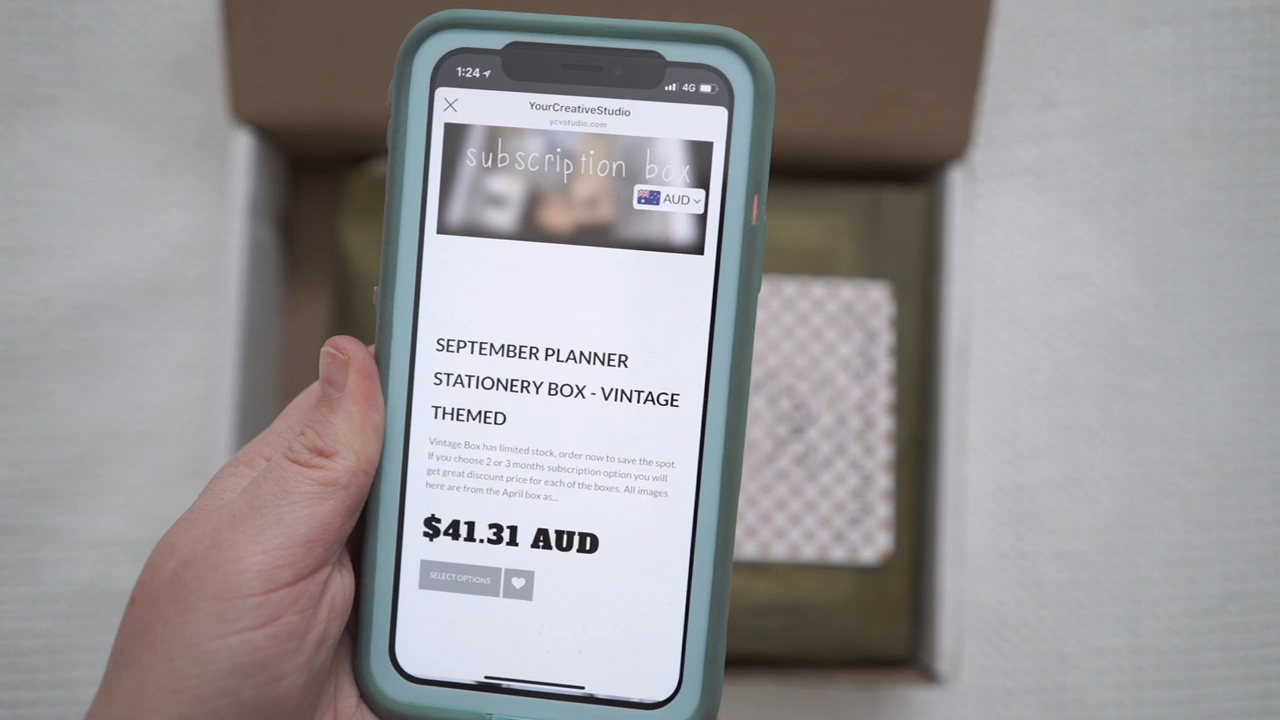 1:24
4G
YourCreativeStudio
ycvstudio.com
subscription box
AUD
SEPTEMBER PLANNER
STATIONERY BOX - VINTAGE
THEMED
Vintage Box has limited stock, order now to save the spot.
If you choose 2 or 3 months subscription option you will
get great discount price for each of the boxes. All images
here are from the April box as...
$41.31 AUD
SELECT OPTIONS